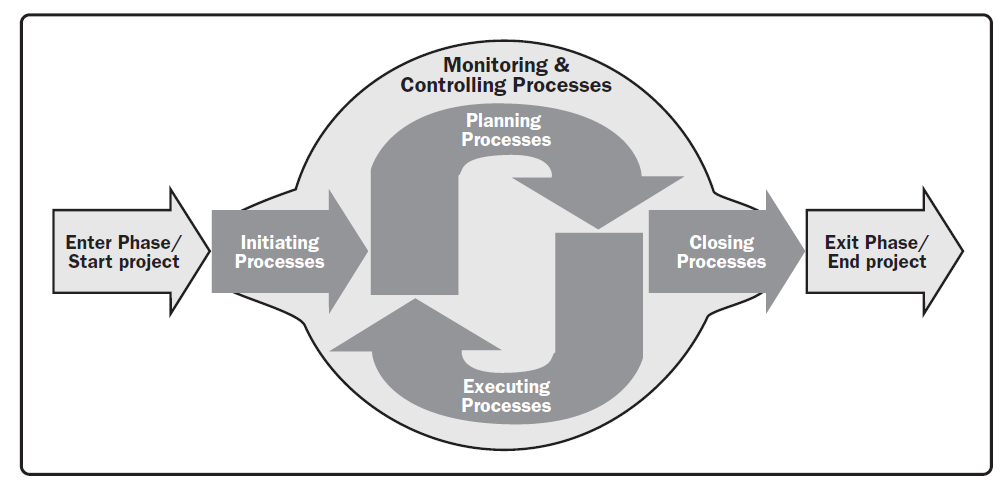 Monitoring &
Controlling Processes
Planning
Processes
Enter Phase/
Start project
Initiating
Processes
Closing
Processes
Exit Phase/
End project
Executing
Processes